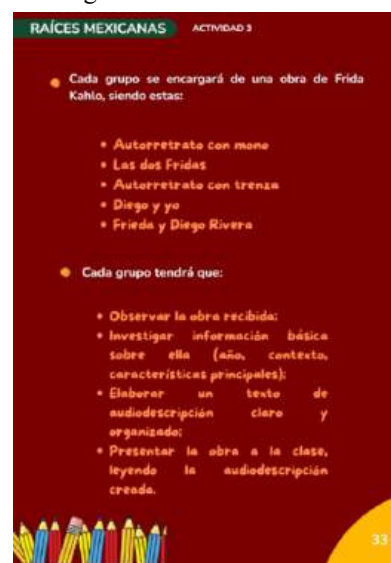 RAÍCES MEXICANAS ACTIVIDAD 3
Cada grupo se encargará de una obra de Frida
Kahlo, siendo estas:
• Autorretrato con mono
• Las dos Fridas
• Autorretrato con trenza
• Diego y yo
• Frieda y Diego Rivera
Cada grupo tendrá que:
• Observar la obra recibida;
• Investigar información básica
sobre ella (año, contexto,
características principales);
• Elaborar un texto de
audiodescripción claro y
organizado;
• Presentar la obra a la clase,
leyendo la audiodescripción
creada.
33